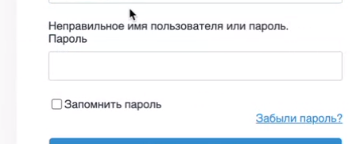 Неправильное имя пользователя или пароль.
Пароль
Запомнить пароль
Забыли пароль?